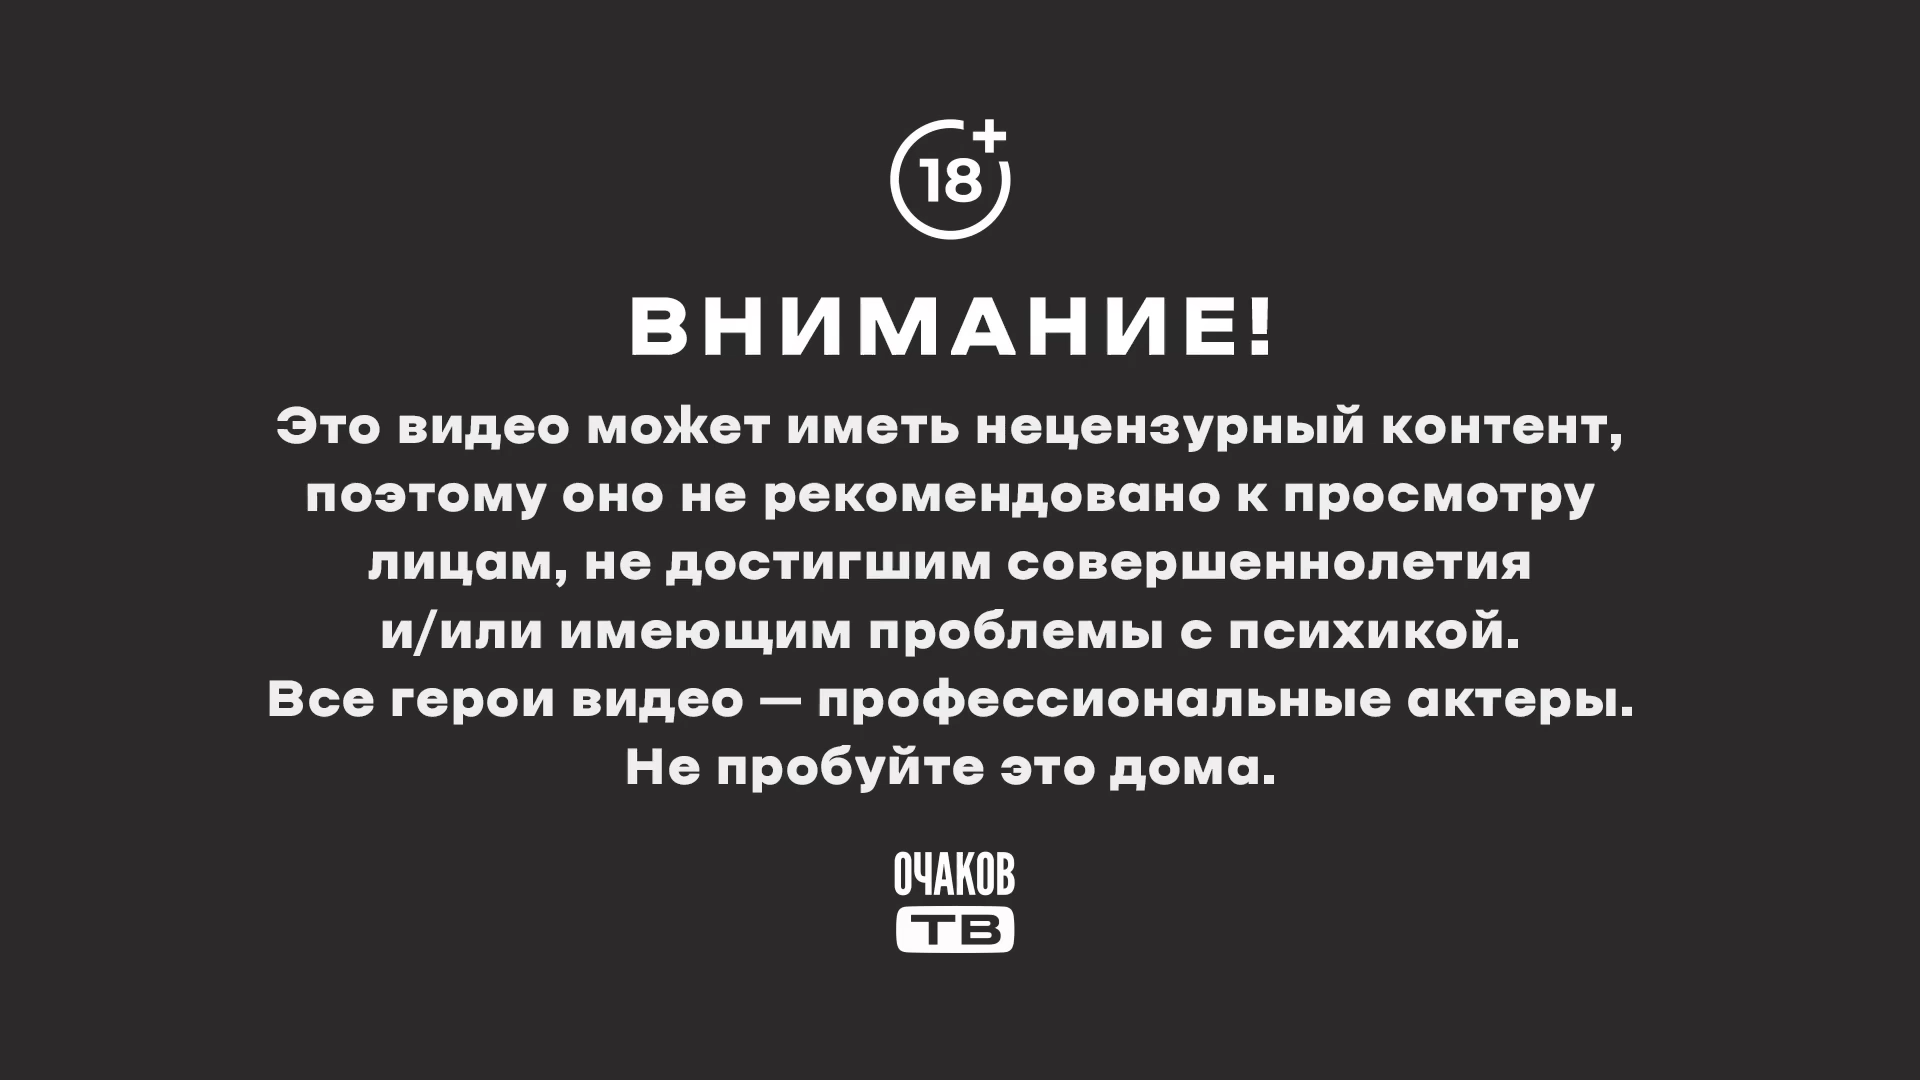 18+
ВНИМАНИЕ!
Это видео может иметь нецензурный контент,
поэтому оно не рекомендовано к просмотру
лицам, не достигшим совершеннолетия
и/или имеющим проблемы с психикой.
Все герои видео — профессиональные актеры.
Не пробуйте это дома.
ОЧАКОВ
ТВ